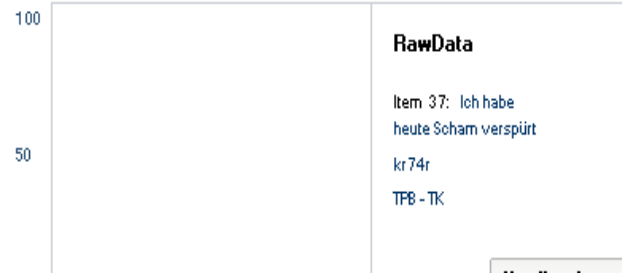 100
RawData
Item 37: Ich habe
heute Scham verspürt
50
kr74r
TPB - TK